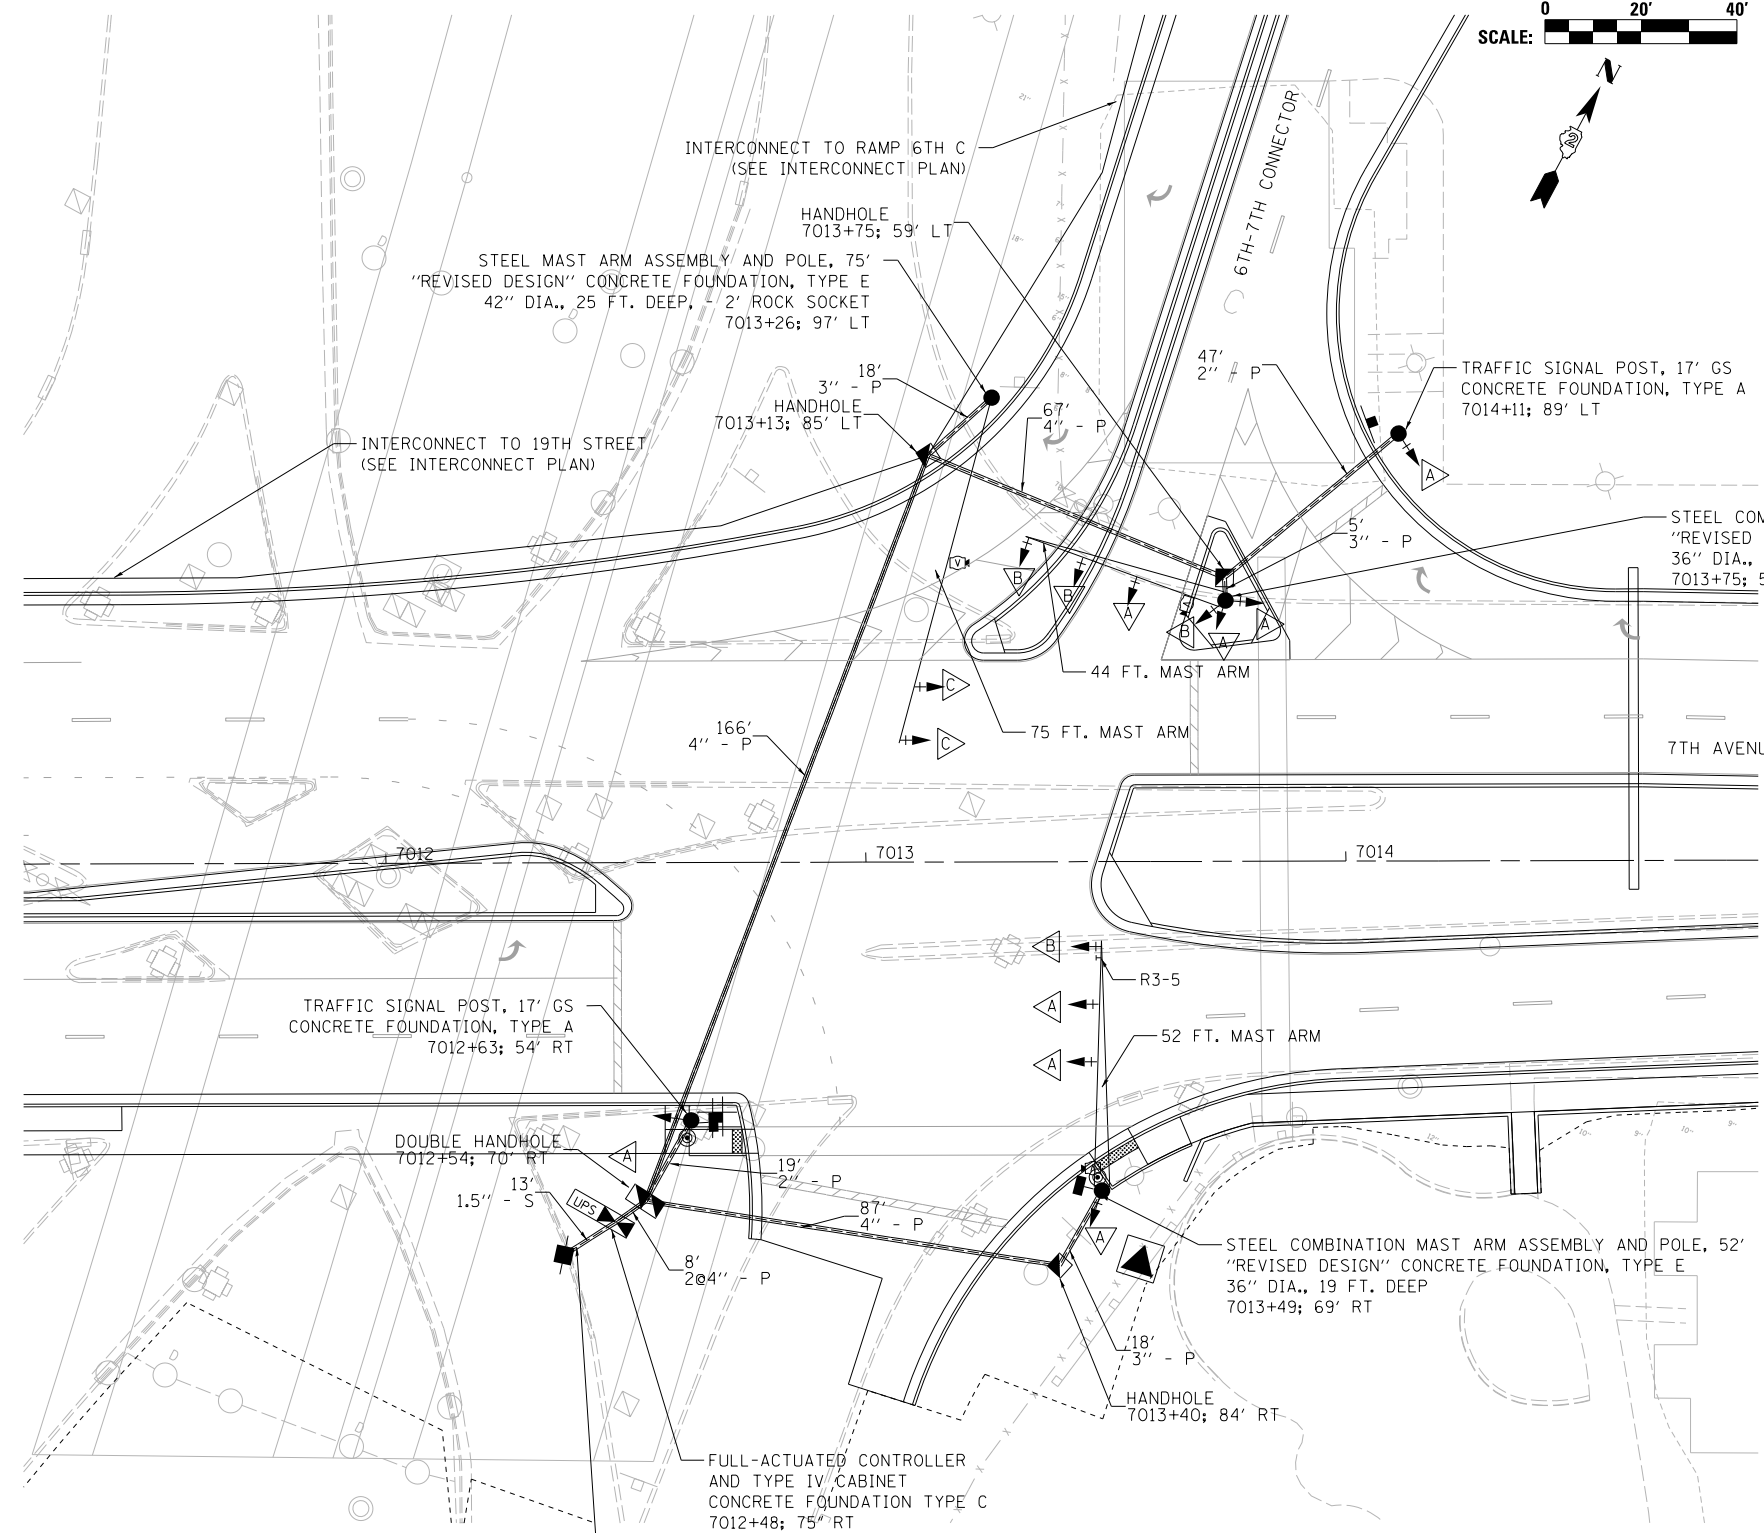 0 20' 40'
SCALE:
N
2
INTERCONNECT TO RAMP 6TH C
(SEE INTERCONNECT PLAN)
6TH-7TH CONNECTOR
HANDHOLE
7013+75; 59' LT
STEEL MAST ARM ASSEMBLY AND POLE, 75'
"REVISED DESIGN" CONCRETE FOUNDATION, TYPE E
42" DIA., 25 FT. DEEP, - 2' ROCK SOCKET
7013+26; 97' LT
18'
3" - P
HANDHOLE
7013+13; 85' LT
67'
4" - P
47'
2" - P
TRAFFIC SIGNAL POST, 17' GS
CONCRETE FOUNDATION, TYPE A
7014+11; 89' LT
INTERCONNECT TO 19TH STREET
(SEE INTERCONNECT PLAN)
A
5'
3" - P
STEEL COM
"REVISED
36" DIA.,
7013+75; 5
V
B
B
A
B
A
A
44 FT. MAST ARM
C
C
75 FT. MAST ARM
166'
4" - P
7TH AVENU
7012
7013
7014
B
R3-5
A
A
52 FT. MAST ARM
TRAFFIC SIGNAL POST, 17' GS
CONCRETE FOUNDATION, TYPE A
7012+63; 54' RT
DOUBLE HANDHOLE
7012+54; 70' RT
A
13'
1.5" - S
UPS
19'
2" - P
87'
4" - P
8'
2@4" - P
A
STEEL COMBINATION MAST ARM ASSEMBLY AND POLE, 52'
"REVISED DESIGN" CONCRETE FOUNDATION, TYPE E
36" DIA., 19 FT. DEEP
7013+49; 69' RT
18'
3" - P
HANDHOLE
7013+40; 84' RT
FULL-ACTUATED CONTROLLER
AND TYPE IV CABINET
CONCRETE FOUNDATION TYPE C
7012+48; 75' RT